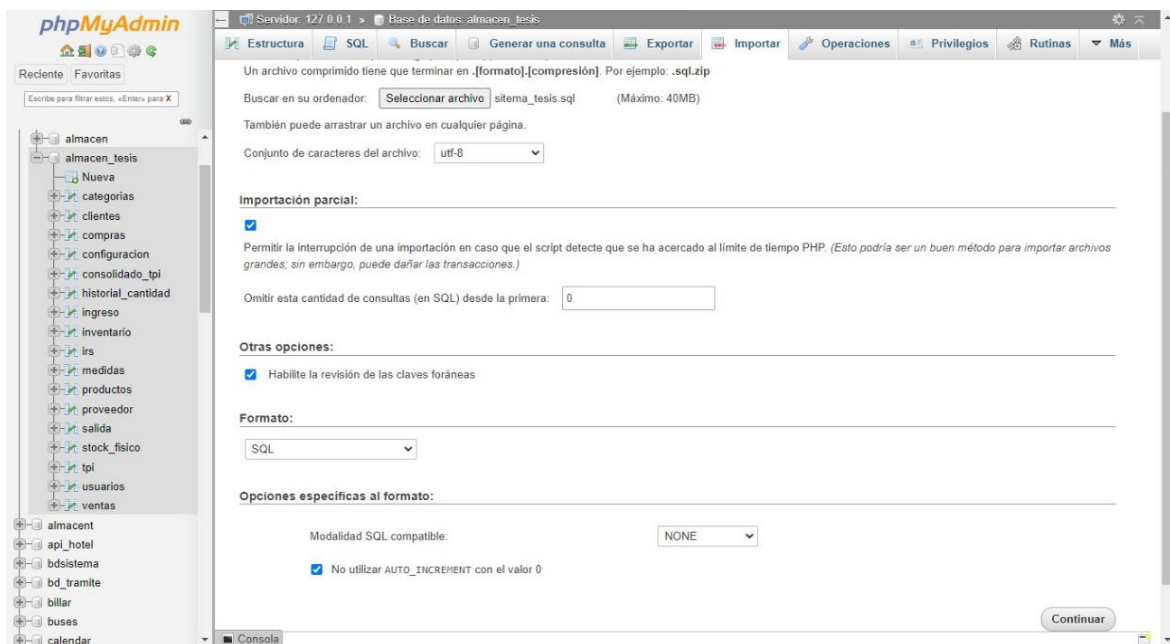 phpMyAdmin
Reciente Favoritas
Escribe para filtrar estos, «Enter» para X
almacen
almacen_tesis
Nueva
categorias
clientes
compras
configuracion
consolidado_tpi
historial_cantidad
ingreso
inventario
irs
medidas
productos
proveedor
salida
stock_fisico
tpi
usuarios
ventas
almacent
api_hotel
bdsistema
bd_tramite
billar
buses
calendar
Servidor: 127.0.0.1 » Base de datos: almacen_tesis
Estructura SQL Buscar Generar una consulta Exportar Importar Operaciones Privilegios Rutinas Más
Un archivo comprimido tiene que terminar en .[formato].[compresión]. Por ejemplo: .sql.zip
Buscar en su ordenador: Seleccionar archivo sitema_tesis.sql (Máximo: 40MB)
También puede arrastrar un archivo en cualquier página.
Conjunto de caracteres del archivo: utf-8
Importación parcial:
Permitir la interrupción de una importación en caso que el script detecte que se ha acercado al límite de tiempo PHP. (Esto podría ser un buen método para importar archivos
grandes; sin embargo, puede dañar las transacciones.)
Omitir esta cantidad de consultas (en SQL) desde la primera: 0
Otras opciones:
Habilite la revisión de las claves foráneas
Formato:
SQL
Opciones específicas al formato:
Modalidad SQL compatible: NONE
No utilizar AUTO_INCREMENT con el valor 0
Continuar
Consola